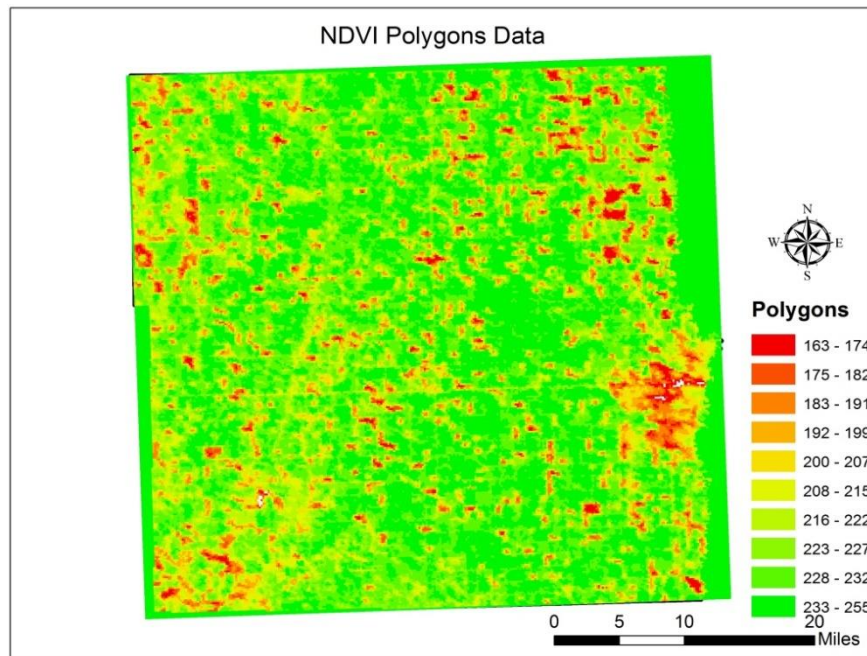 NDVI Polygons Data
N
W E
S
Polygons
163 - 174
175 - 182
183 - 191
192 - 199
200 - 207
208 - 215
216 - 222
223 - 227
228 - 232
233 - 255
0 5 10 20
Miles